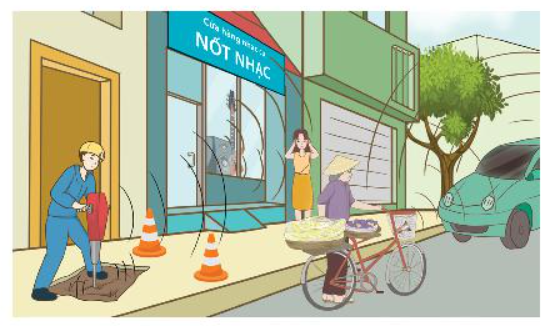 Cửa hàng nhạc cụ
NỐT NHẠC